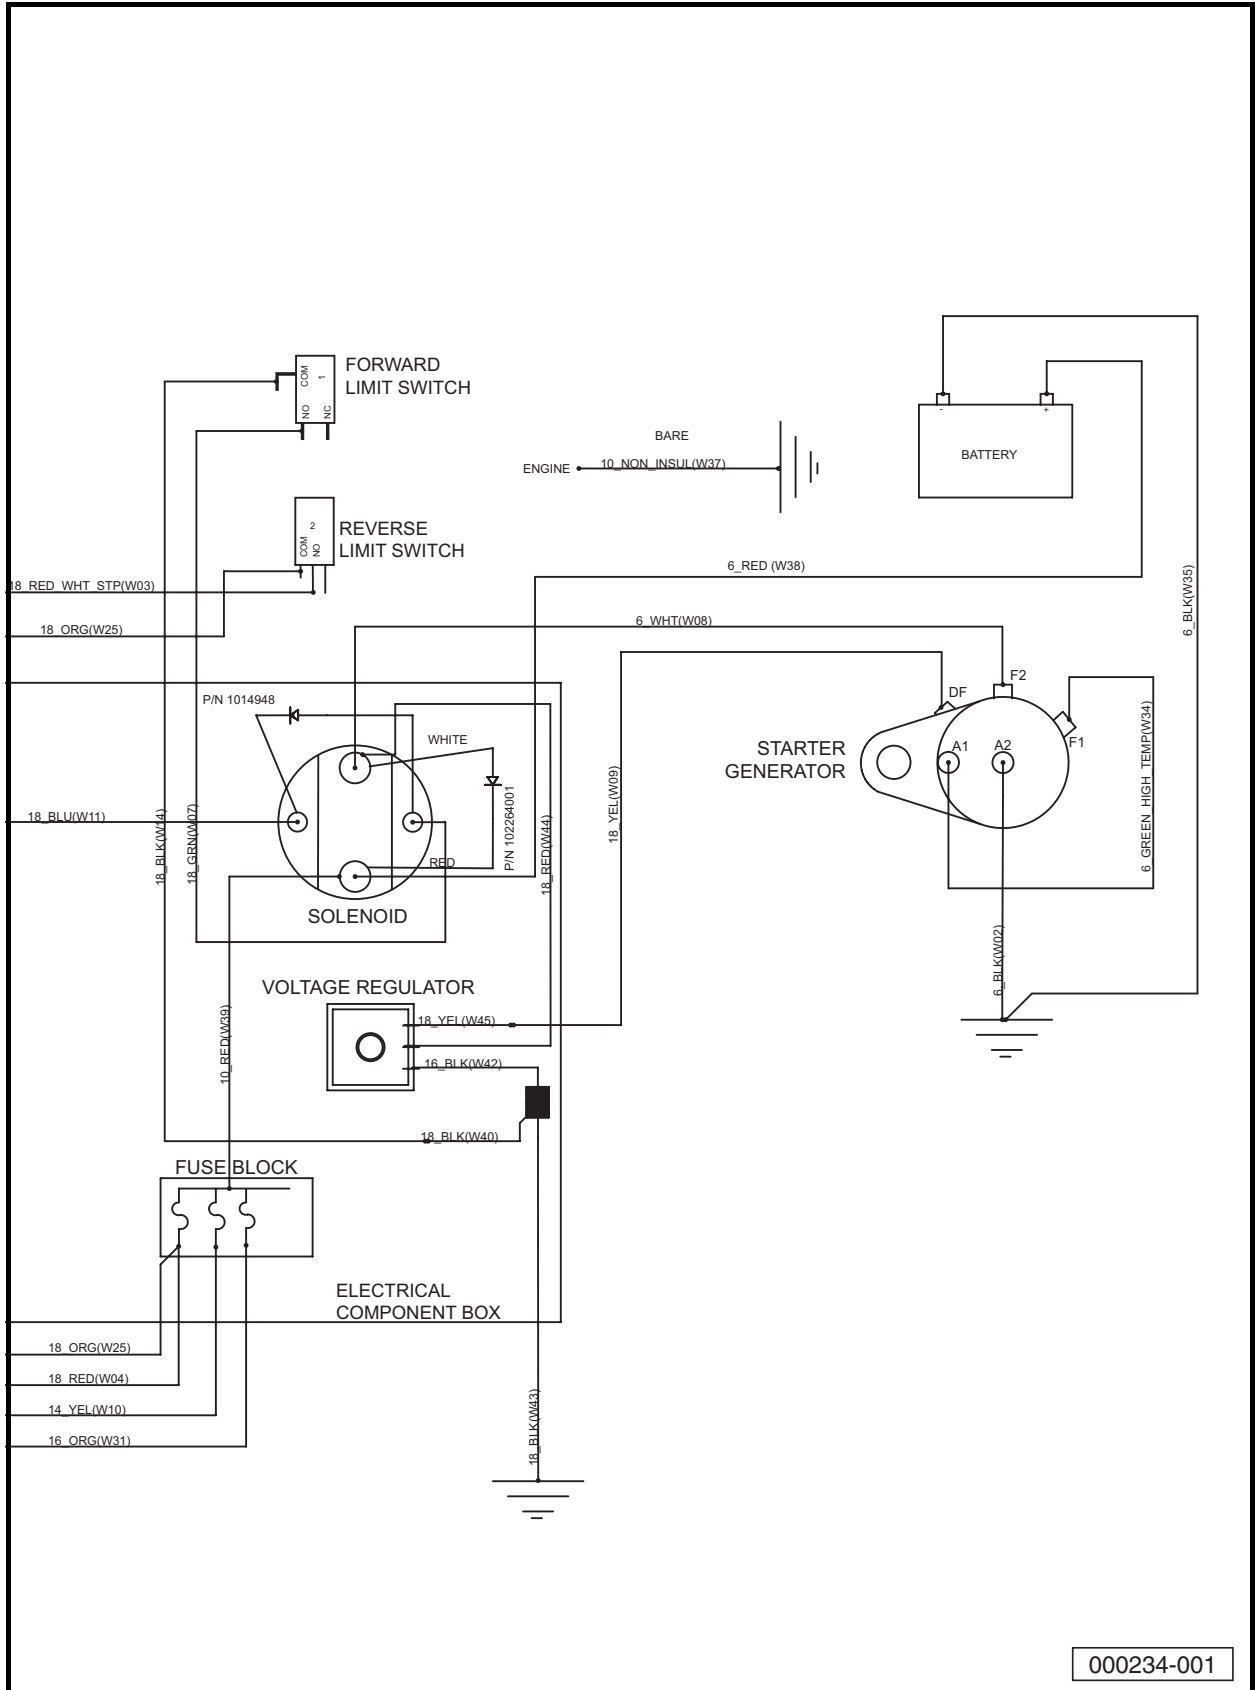 FORWARD
LIMIT SWITCH
COM
1
NO
NC
BARE
ENGINE
10_NON_INSUL(W37)
-
+
BATTERY
2
COM
NO
REVERSE
LIMIT SWITCH
18_RED_WHT_STP(W03)
6_RED (W38)
6_BLK(W35)
18_ORG(W25)
6_WHT(W08)
P/N 1014948
WHITE
F2
DF
F1
A1
A2
STARTER
GENERATOR
6_GREEN_HIGH_TEMP(W34)
18_YEL(W09)
18_BLU(W11)
18_BLK(W14)
18_GRN(W07)
P/N 102264001
18_RED(W44)
RED
SOLENOID
6_BLK(W02)
VOLTAGE REGULATOR
18_YEL(W45)
10_RED(W39)
16_BLK(W42)
18_BLK(W40)
FUSE BLOCK
ELECTRICAL
COMPONENT BOX
18_ORG(W25)
18_RED(W04)
14_YEL(W10)
16_ORG(W31)
18_BLK(W43)
000234-001